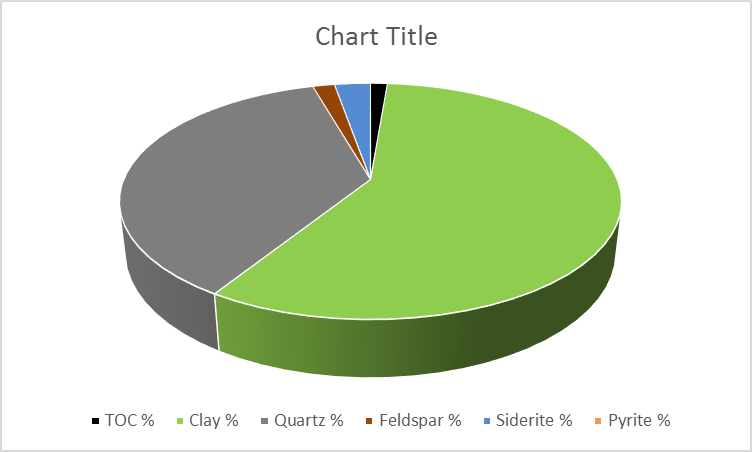 Chart Title
TOC % Clay % Quartz % Feldspar % Siderite % Pyrite %